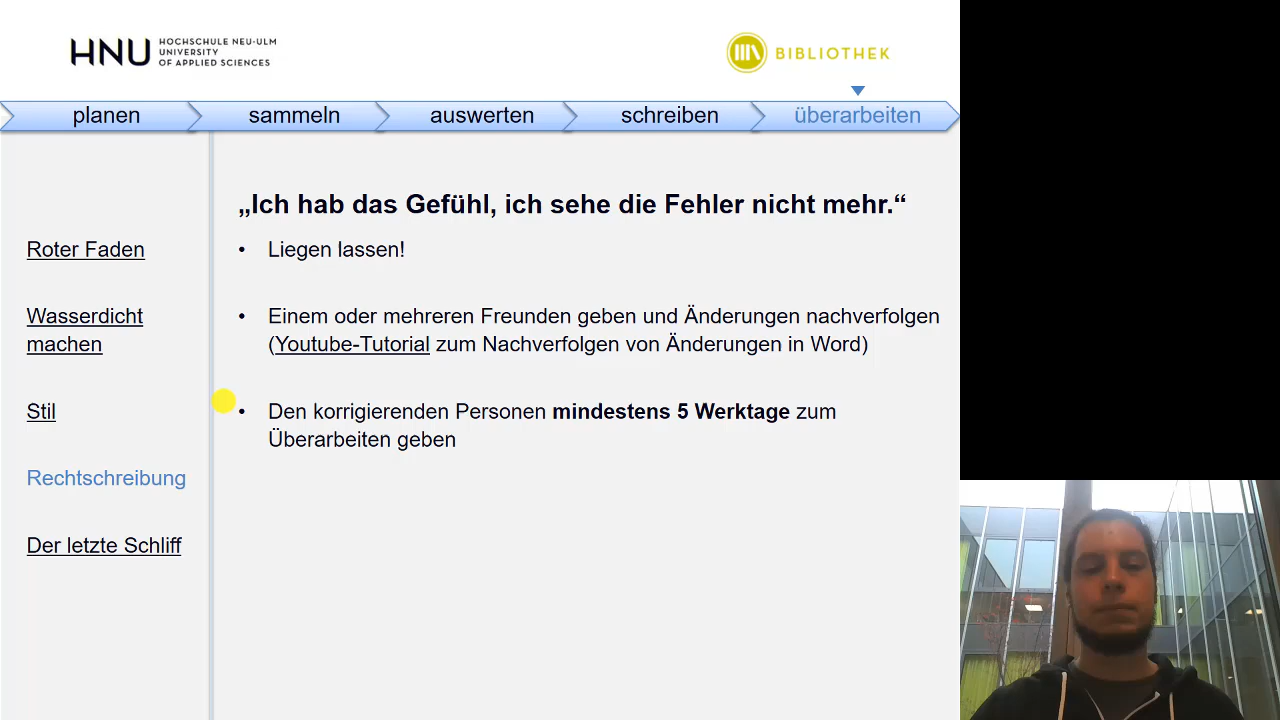 HNU HOCHSCHULE NEU-ULM
UNIVERSITY
OF APPLIED SCIENCES
BIBLIOTHEK
planen sammeln auswerten schreiben überarbeiten
„Ich hab das Gefühl, ich sehe die Fehler nicht mehr.“
Roter Faden
• Liegen lassen!
Wasserdicht
machen
• Einem oder mehreren Freunden geben und Änderungen nachverfolgen
(Youtube-Tutorial zum Nachverfolgen von Änderungen in Word)
Stil
• Den korrigierenden Personen mindestens 5 Werktage zum
Überarbeiten geben
Rechtschreibung
Der letzte Schliff